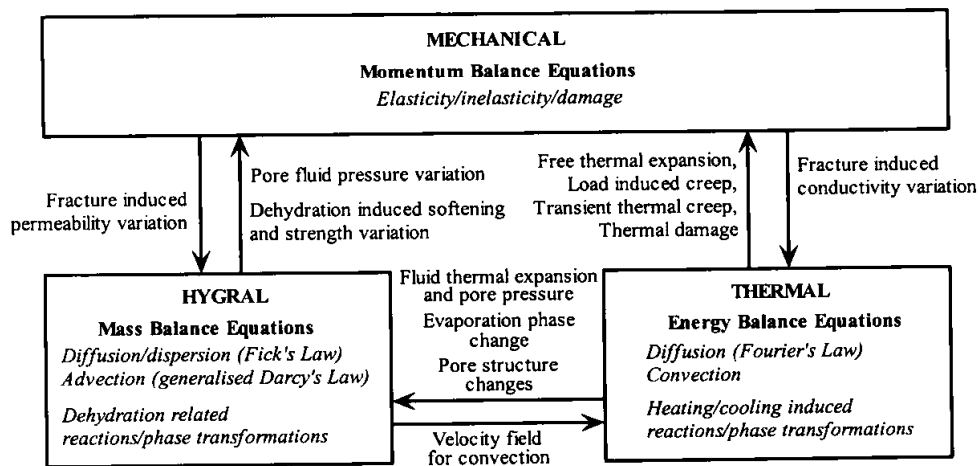 MECHANICAL
Momentum Balance Equations
Elasticity/inelasticity/damage
Fracture induced
permeability variation
Pore fluid pressure variation
Dehydration induced softening
and strength variation
Free thermal expansion,
Load induced creep,
Transient thermal creep,
Thermal damage
Fracture induced
conductivity variation
HYGRAL
Mass Balance Equations
Diffusion/dispersion (Fick's Law)
Advection (generalised Darcy's Law)
Dehydration related
reactions/phase transformations
Fluid thermal expansion
and pore pressure
Evaporation phase
change
Pore structure
changes
Velocity field
for convection
THERMAL
Energy Balance Equations
Diffusion (Fourier's Law)
Convection
Heating/cooling induced
reactions/phase transformations